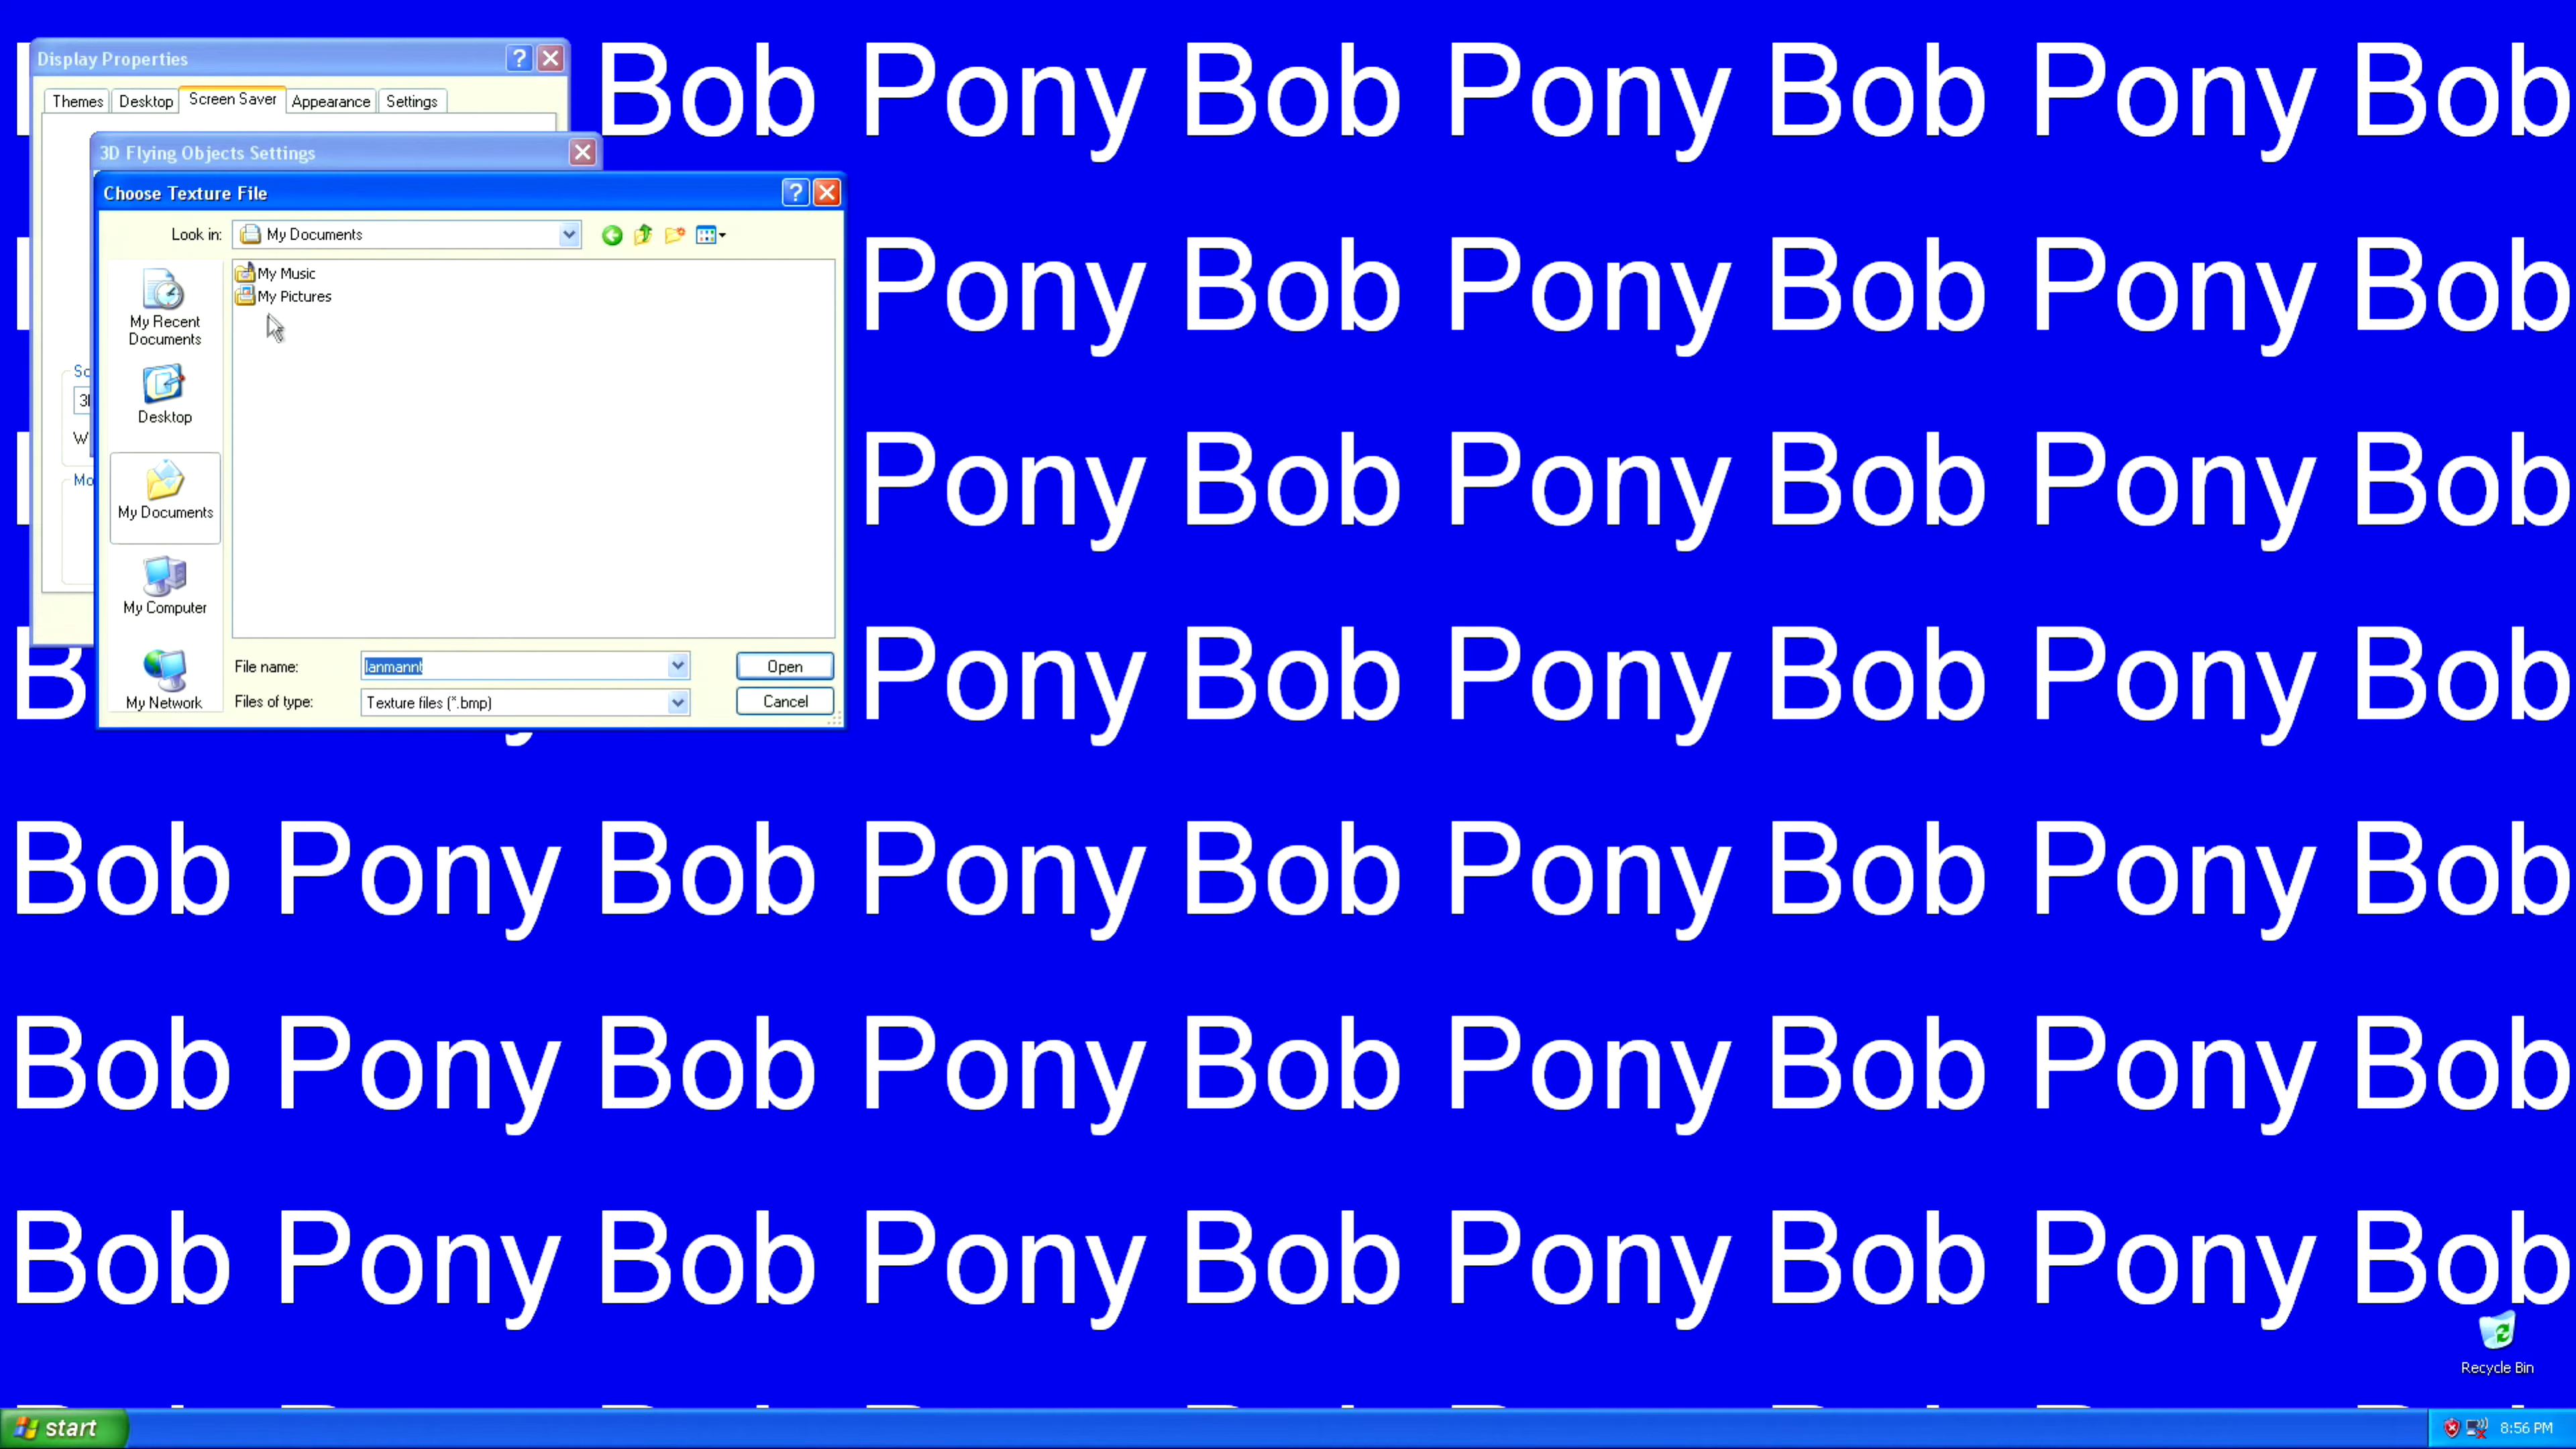 Bob Pony Bob Pony Bob Pony Bob
Display Properties
Themes Desktop Screen Saver Appearance Settings
3D Flying Objects Settings
Choose Texture File
Look in: My Documents
My Music
My Pictures
My Recent Documents
Desktop
My Documents
My Computer
My Network
File name: lanmannt Open
Files of type: Texture files (*.bmp) Cancel
Pony Bob Pony Bob Pony Bob
Pony Bob Pony Bob Pony Bob
Pony Bob Pony Bob Pony Bob
Bob Pony Bob Pony Bob Pony Bob Pony Bob
Bob Pony Bob Pony Bob Pony Bob Pony Bob
Bob Pony Bob Pony Bob Pony Bob Pony Bob
Recycle Bin
start 8:56 PM